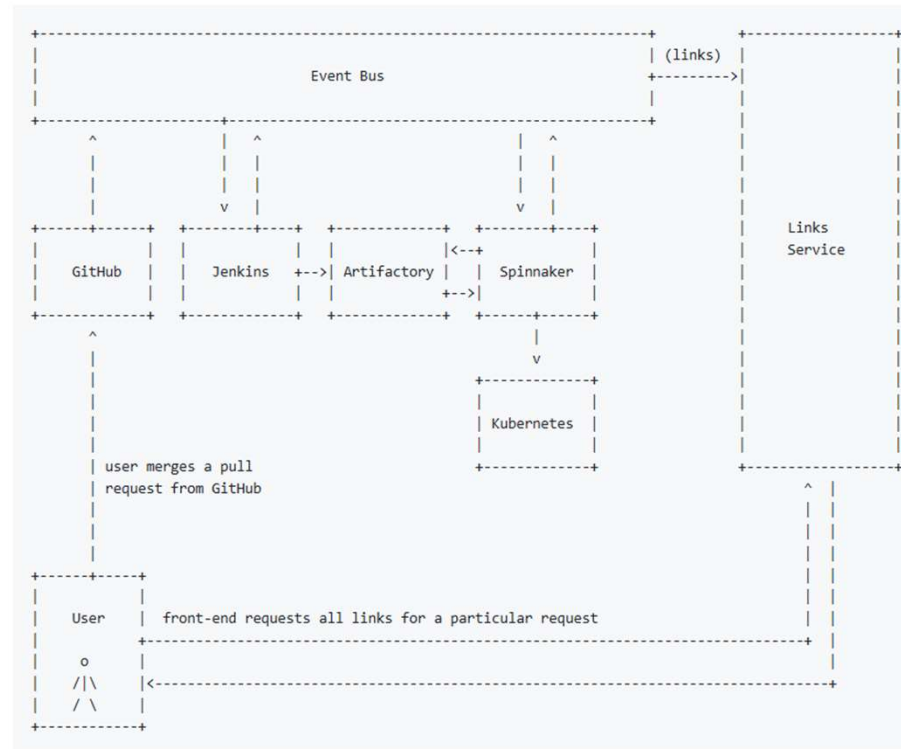 (links)
Event Bus
Links
Service
GitHub
Jenkins
Artifactory
Spinnaker
Kubernetes
user merges a pull
request from GitHub
User
front-end requests all links for a particular request